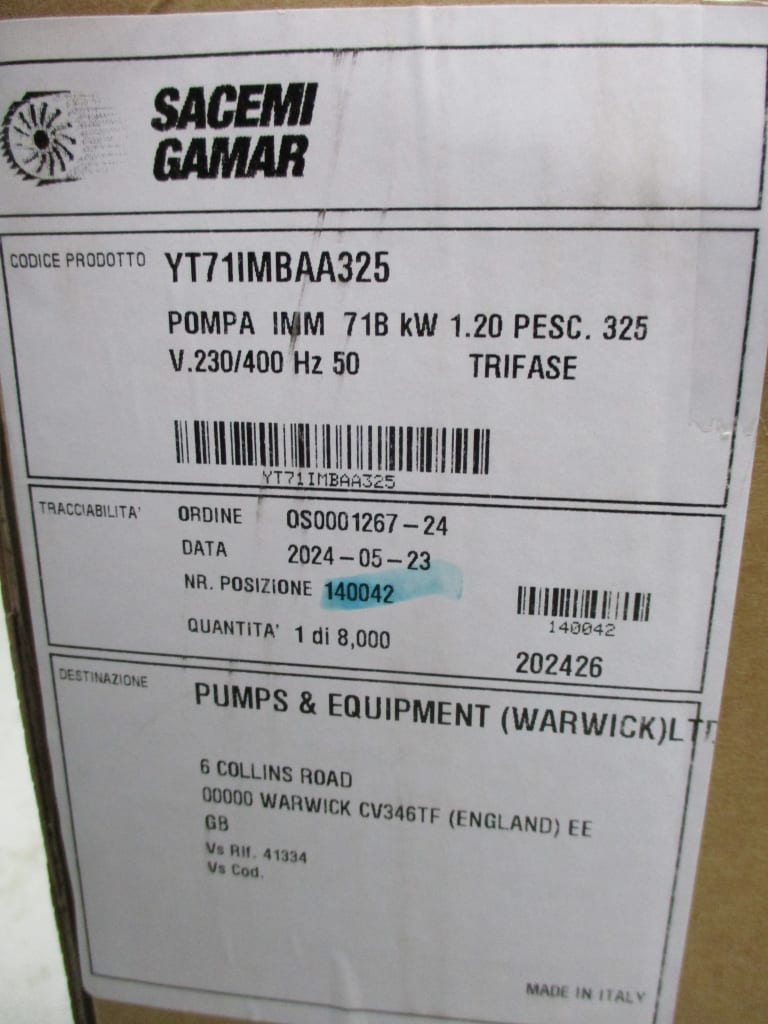 SACEMI
GAMAR
CODICE PRODOTTO YT71IMBAA325
POMPA IMM 71B kW 1.20 PESC. 325
V.230/400 Hz 50 TRIFASE
YT71IMBAA325
TRACCIABILITA' ORDINE OS0001267-24
DATA 2024-05-23
NR. POSIZIONE 140042
140042
QUANTITA' 1 di 8,000
202426
DESTINAZIONE
PUMPS & EQUIPMENT (WARWICK)LTD
6 COLLINS ROAD
00000 WARWICK CV346TF (ENGLAND) EE
GB
Vs Rif. 41334
Vs Cod.
MADE IN ITALY